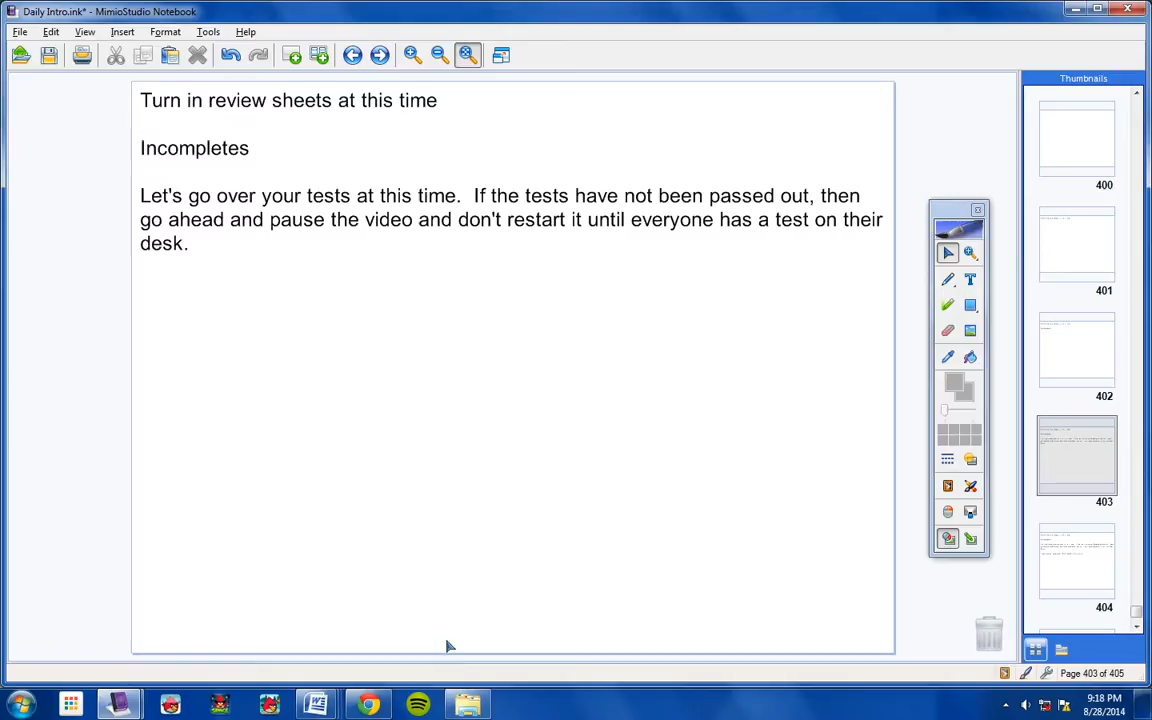 Daily Intro.ink* - MimioStudio Notebook
File Edit View Insert Format Tools Help
Thumbnails
Turn in review sheets at this time
Incompletes
Let's go over your tests at this time.  If the tests have not been passed out, then
go ahead and pause the video and don't restart it until everyone has a test on their
desk.
400
401
402
403
404
Page 403 of 405
9:18 PM
8/28/2014